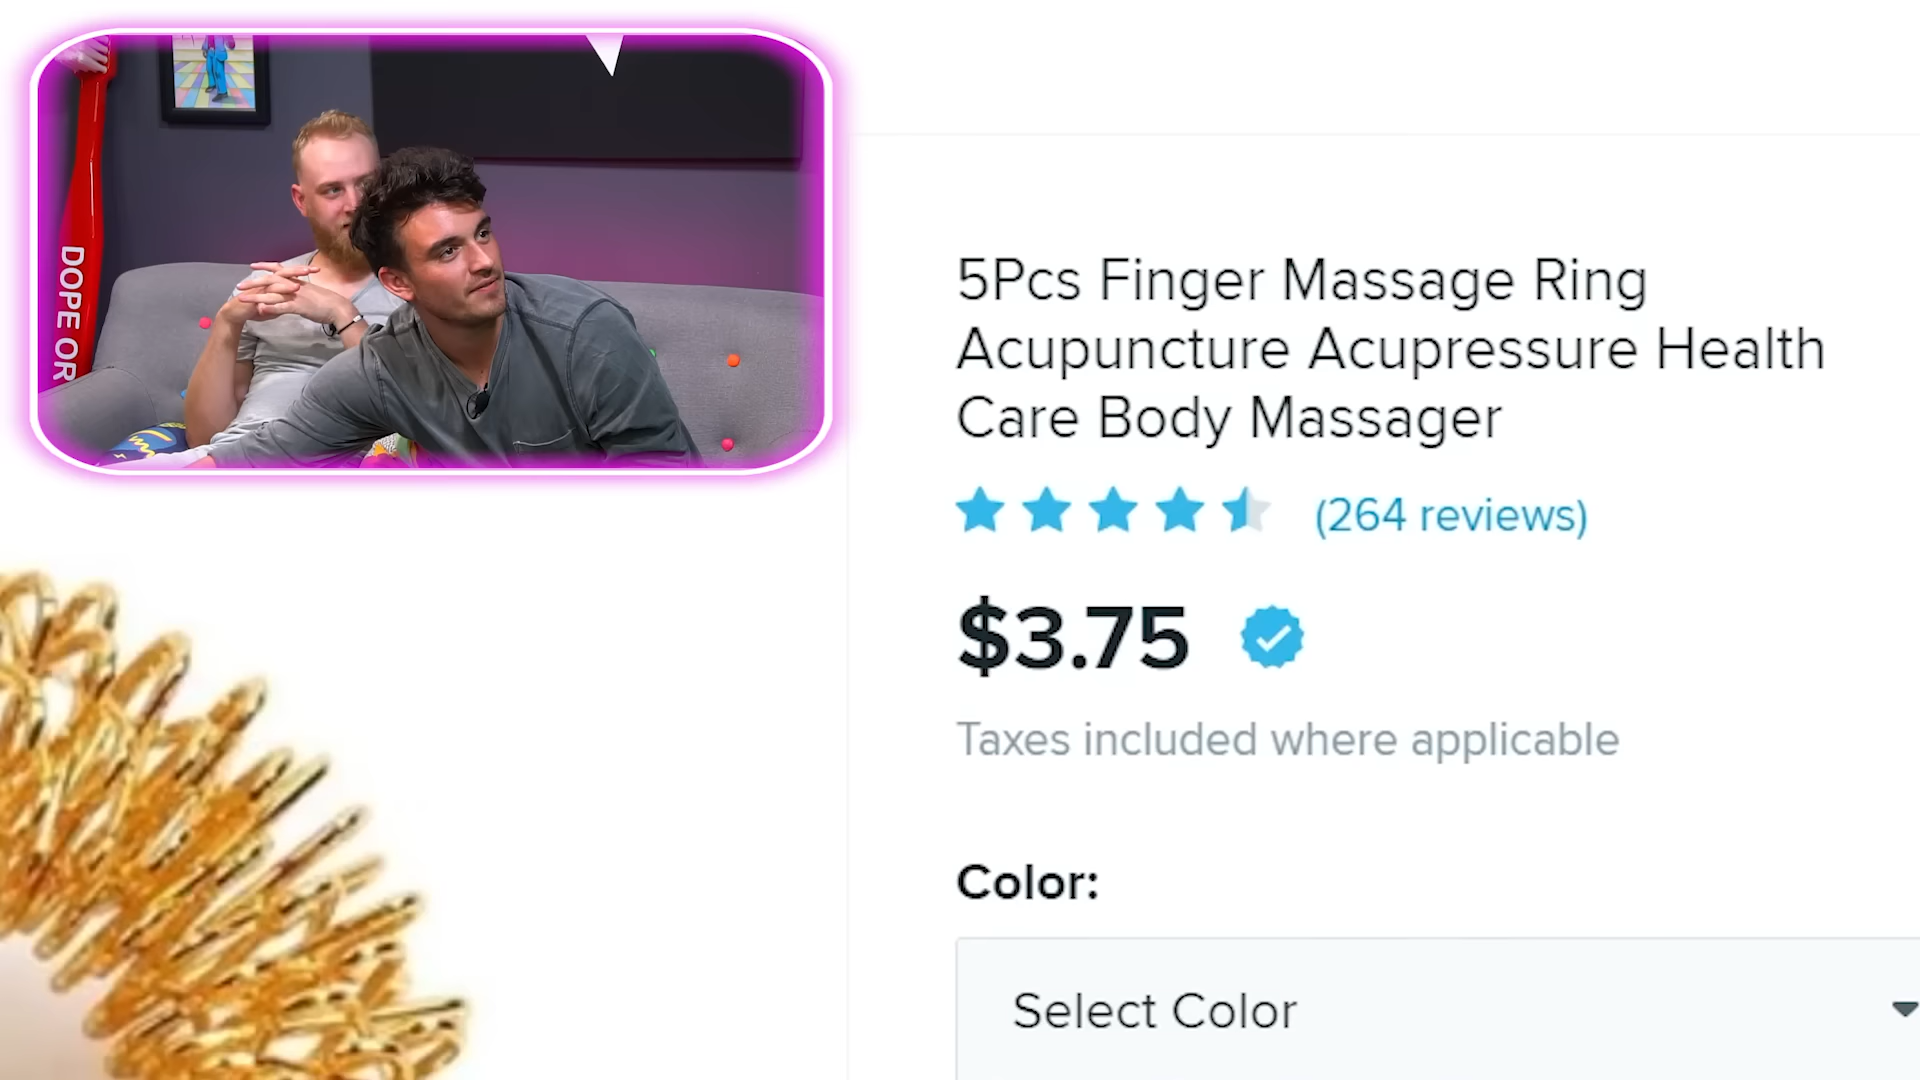 DOPE OR
5Pcs Finger Massage Ring
Acupuncture Acupressure Health
Care Body Massager
(264 reviews)
$3.75
Taxes included where applicable
Color:
Select Color